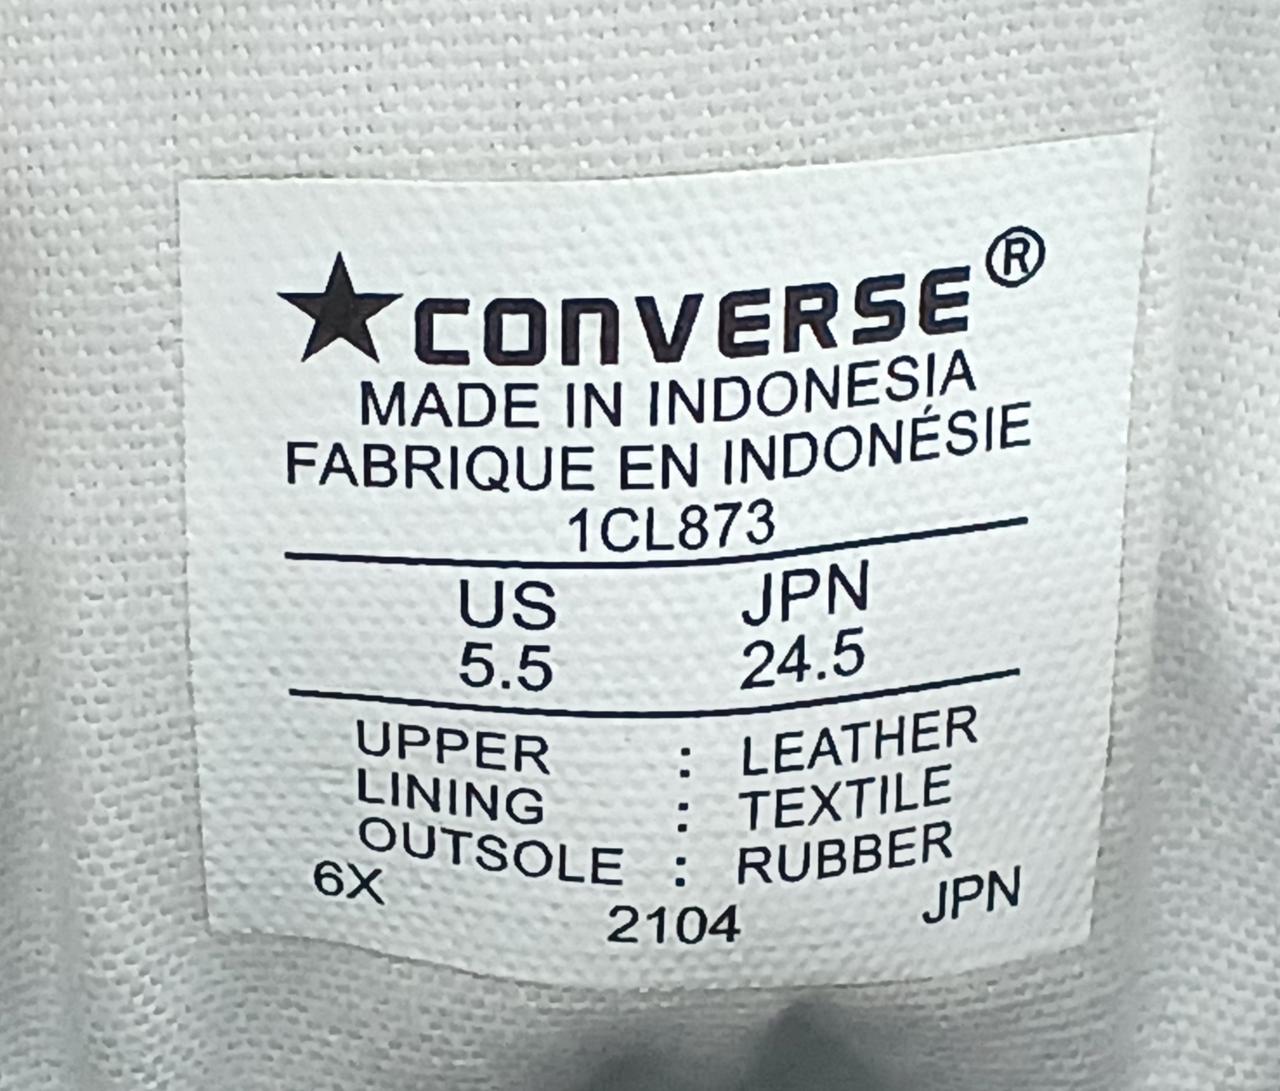 ★CONVERSE®
MADE IN INDONESIA
FABRIQUE EN INDONÉSIE
1CL873
US JPN
5.5 24.5
UPPER : LEATHER
LINING : TEXTILE
OUTSOLE : RUBBER
6X 2104 JPN